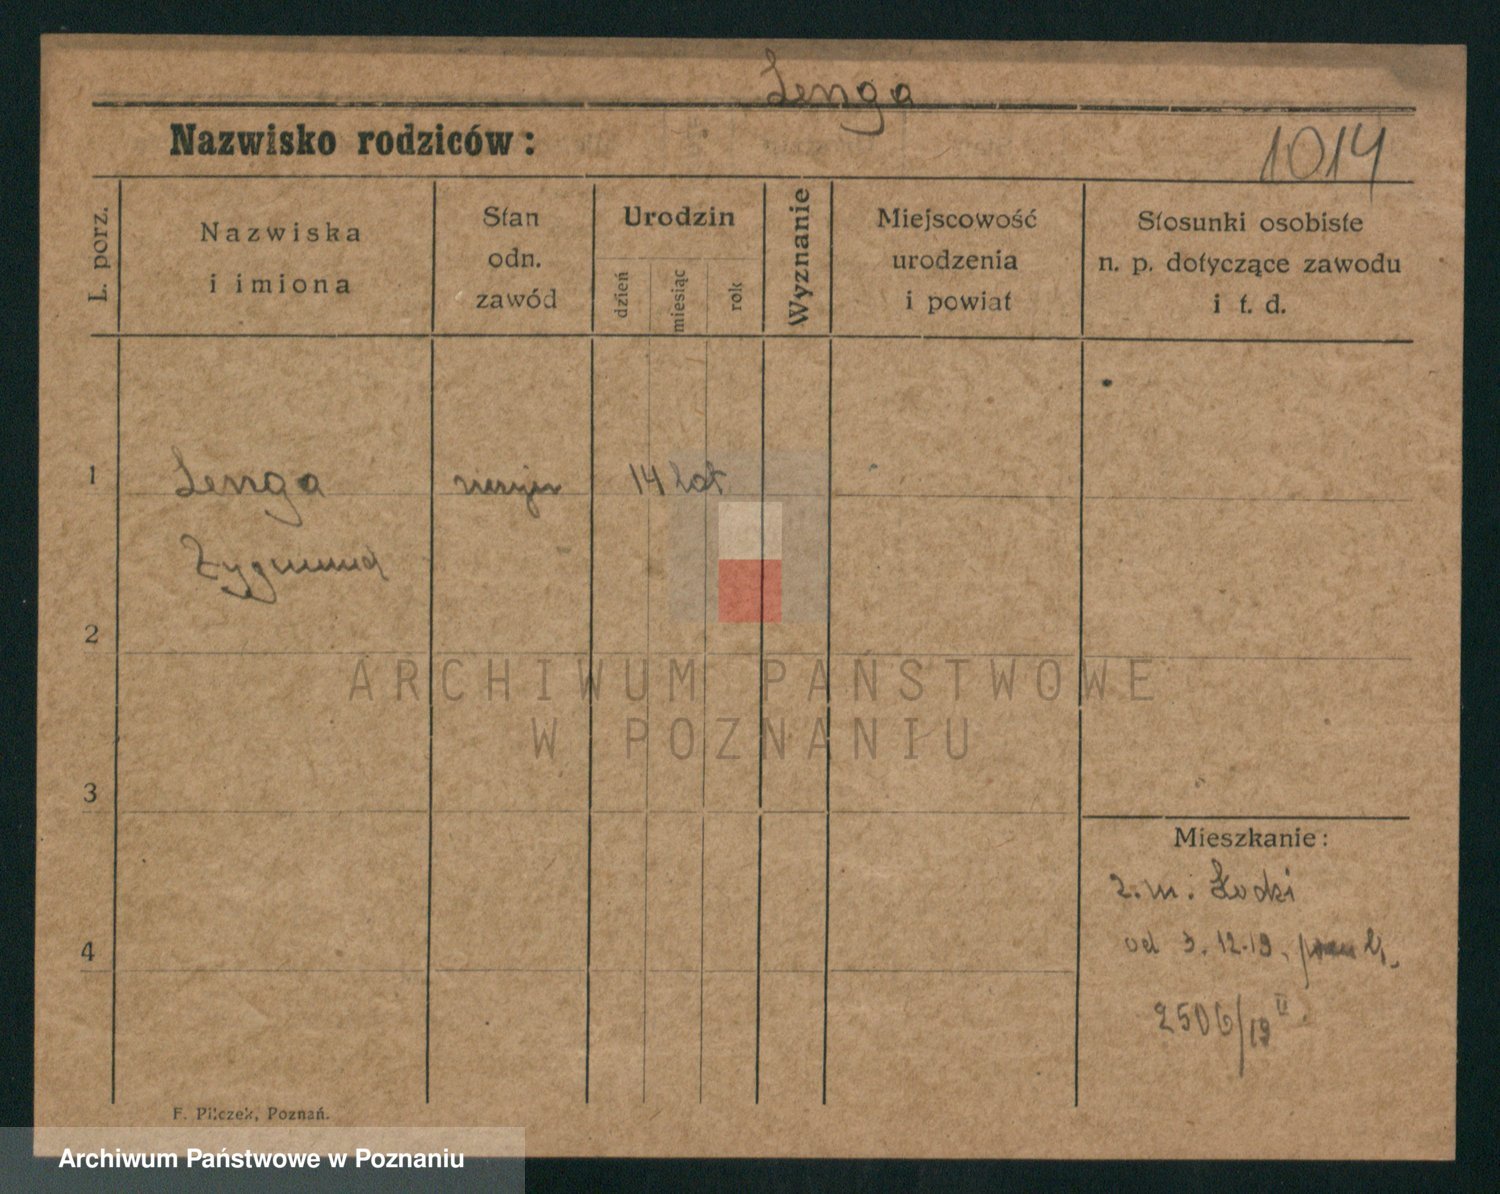 Lenga
Nazwisko rodziców:
1014
L. porz.
Nazwiska
i imiona
Stan
odn.
zawód
Urodzin
dzień
miesiąc
rok
Wyznanie
Miejscowość
urodzenia
i powiat
Stosunki osobiste
n. p. dotyczące zawodu
i t. d.
1
Lenga
14 lat
Zygmund
2
ARCHIWUM PAŃSTWOWE
W POZNANIU
3
Mieszkanie:
z. m.
4
od 3. 12. 19.
2506/19 II
F. Pilczek, Poznań.
Archiwum Państwowe w Poznaniu